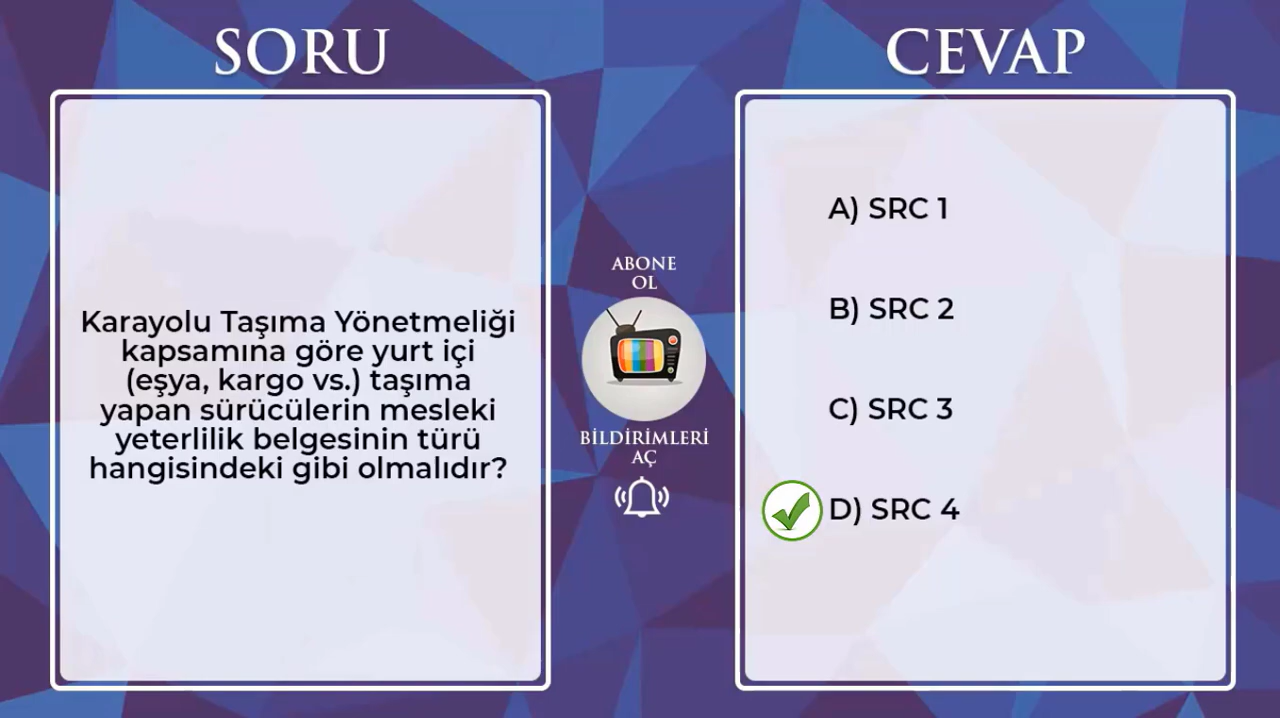 SORU
Karayolu Taşıma Yönetmeliği
kapsamına göre yurt içi
(eşya, kargo vs.) taşıma
yapan sürücülerin mesleki
yeterlilik belgesinin türü
hangisindeki gibi olmalıdır?
ABONE
OL
BİLDİRİMLERİ
AÇ
CEVAP
A) SRC 1
B) SRC 2
C) SRC 3
D) SRC 4